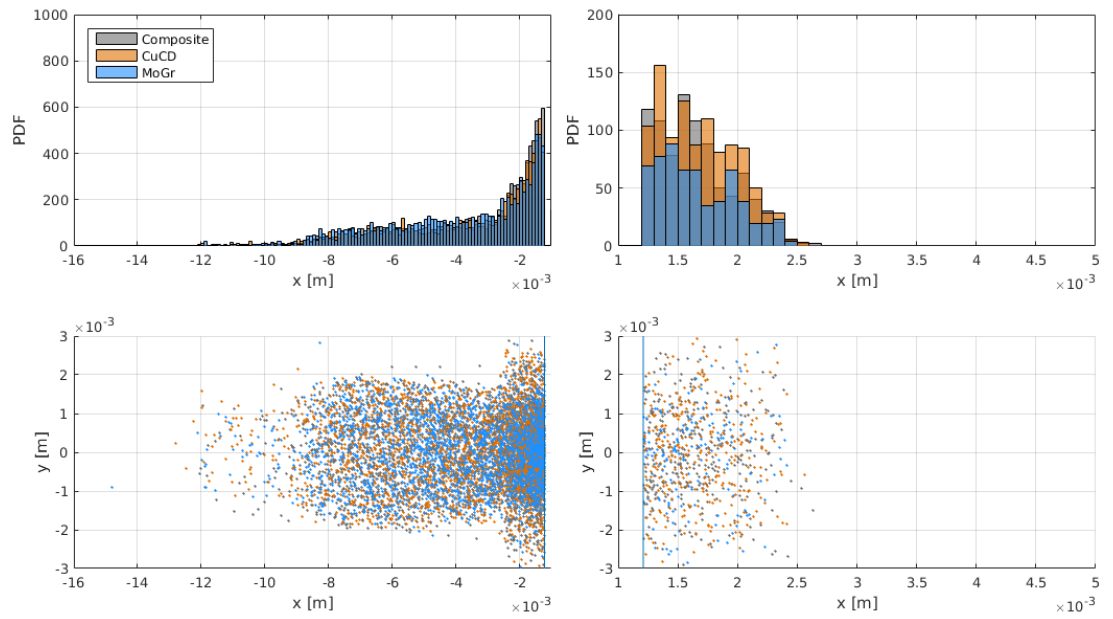 1000
800
600
400
200
0
PDF
Composite
CuCD
MoGr
-16 -14 -12 -10 -8 -6 -4 -2
x [m]
×10⁻³
200
150
100
50
0
PDF
1 1.5 2 2.5 3 3.5 4 4.5 5
x [m]
×10⁻³
×10⁻³
3
2
1
0
-1
-2
-3
y [m]
-16 -14 -12 -10 -8 -6 -4 -2
x [m]
×10⁻³
×10⁻³
3
2
1
0
-1
-2
-3
y [m]
1 1.5 2 2.5 3 3.5 4 4.5 5
x [m]
×10⁻³